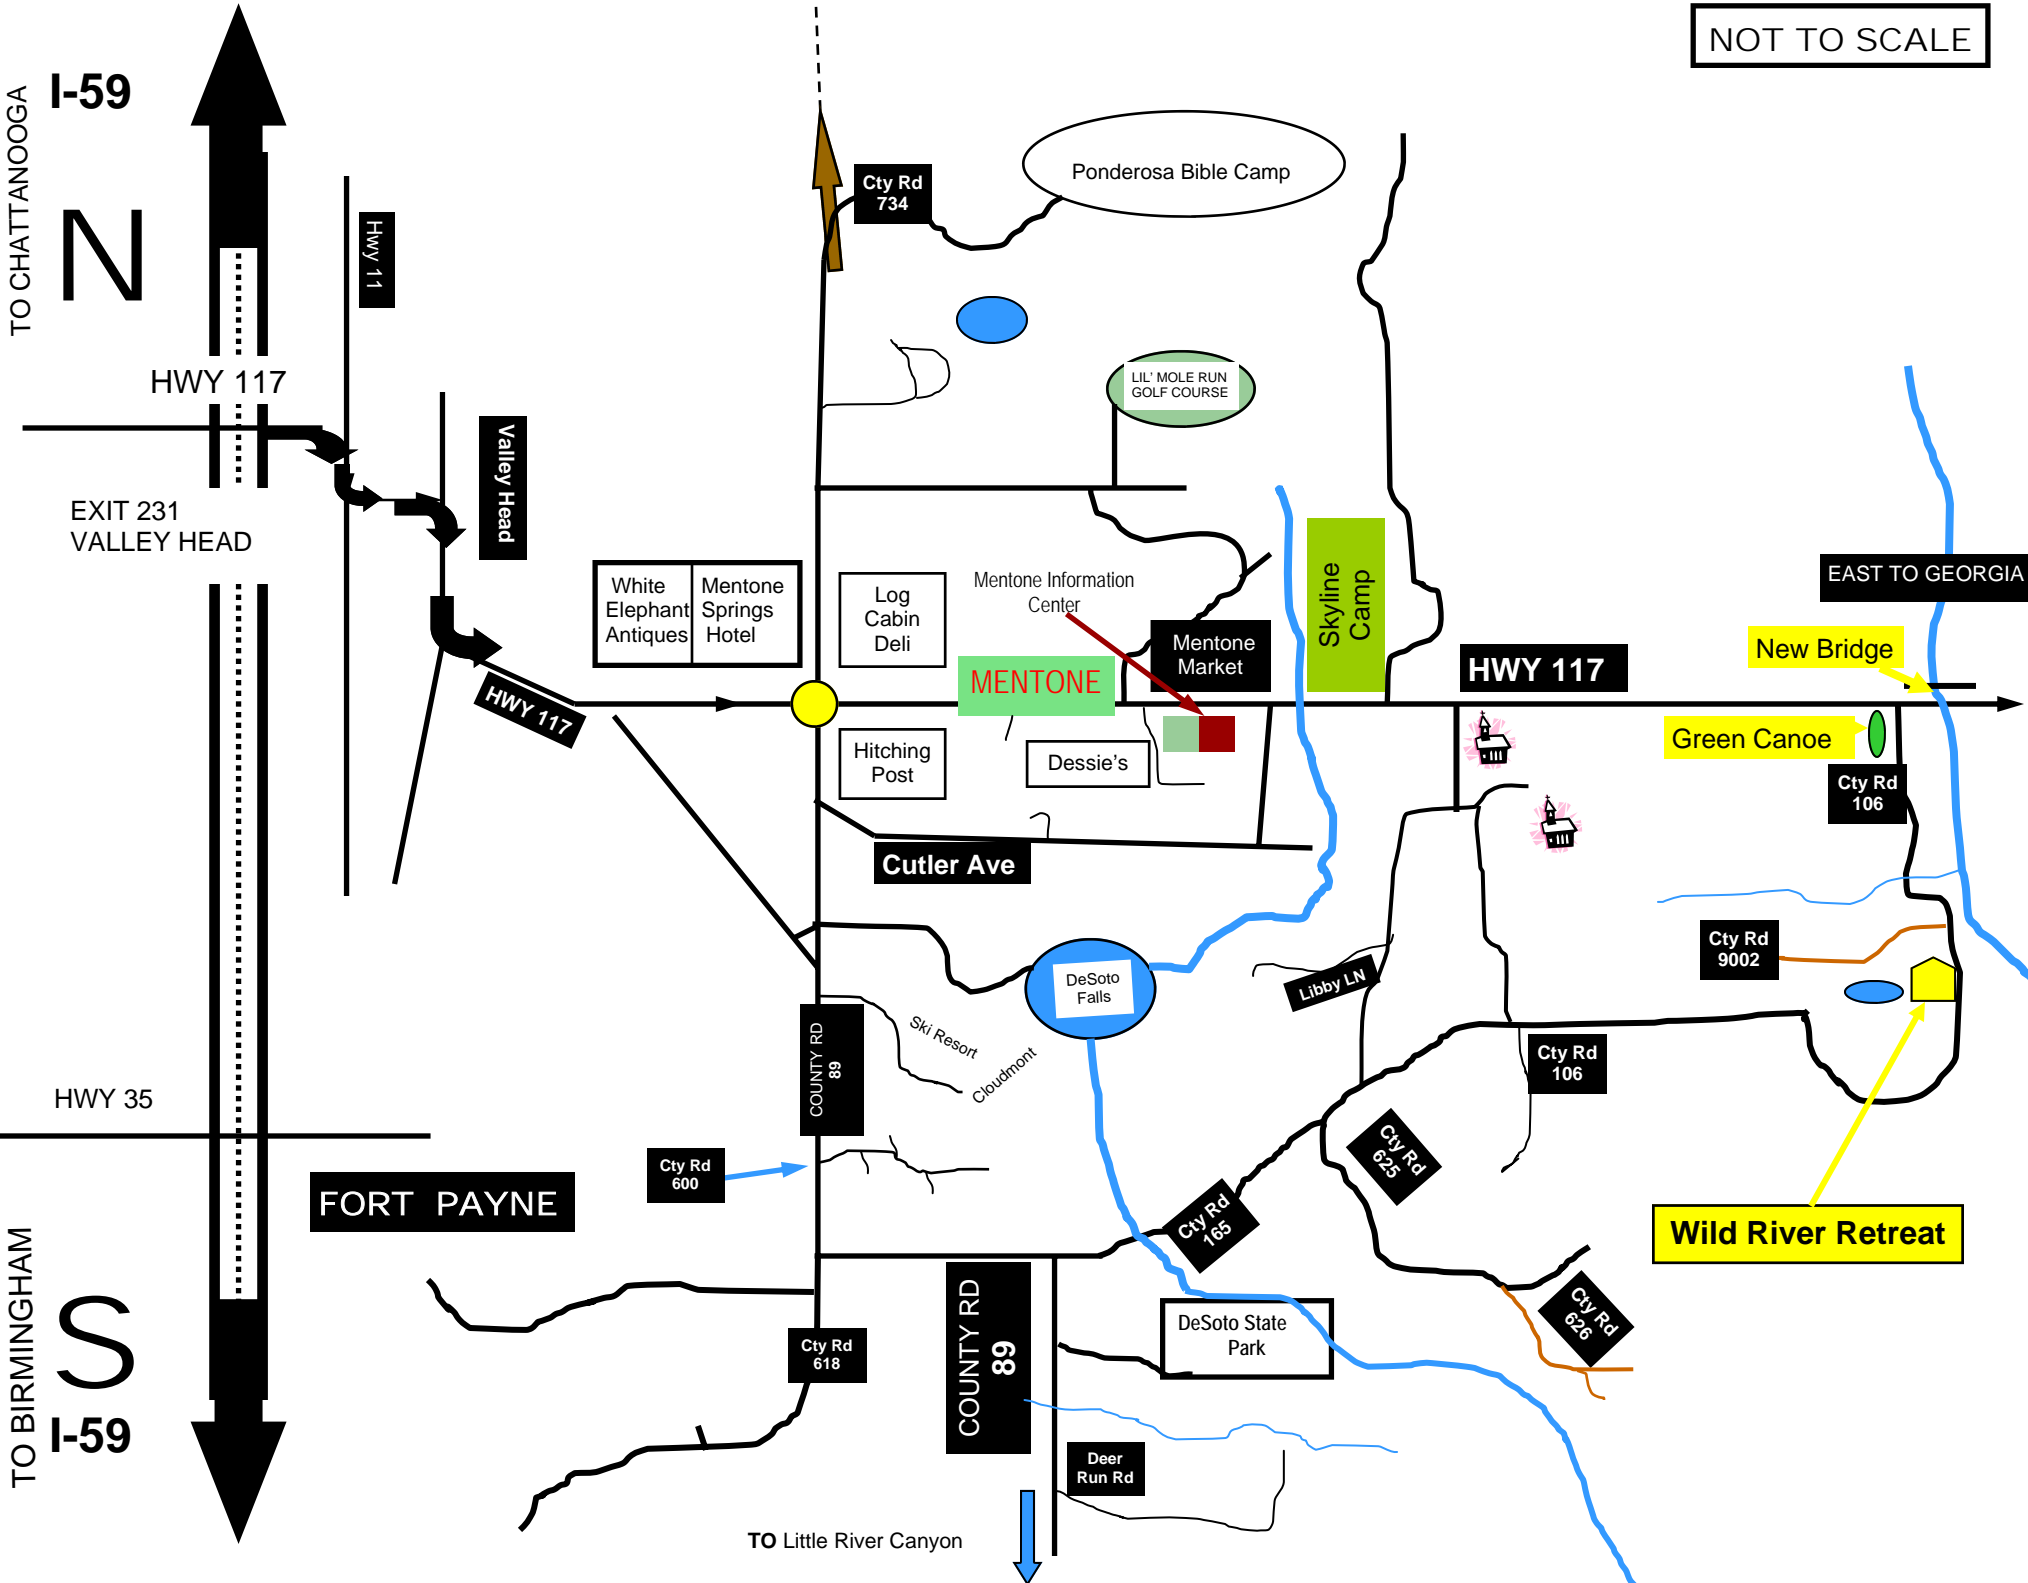 NOT TO SCALE
I-59
TO CHATTANOOGA
N
Hwy 11
HWY 117
EXIT 231
VALLEY HEAD
Valley Head
HWY 117
Cty Rd
734
Ponderosa Bible Camp
LIL' MOLE RUN
GOLF COURSE
White
Elephant
Antiques
Mentone
Springs
Hotel
Log
Cabin
Deli
Mentone Information
Center
MENTONE
Mentone
Market
Skyline
Camp
HWY 117
EAST TO GEORGIA
New Bridge
Green Canoe
Cty Rd
106
Hitching
Post
Dessie's
Cutler Ave
DeSoto
Falls
Libby LN
Cty Rd
9002
Ski Resort
Cloudmont
COUNTY RD
89
Cty Rd
106
HWY 35
Cty Rd
600
FORT PAYNE
Cty Rd
625
Cty Rd
165
Wild River Retreat
TO BIRMINGHAM
S
I-59
COUNTY RD
89
DeSoto State
Park
Cty Rd
626
Cty Rd
618
Deer
Run Rd
TO Little River Canyon